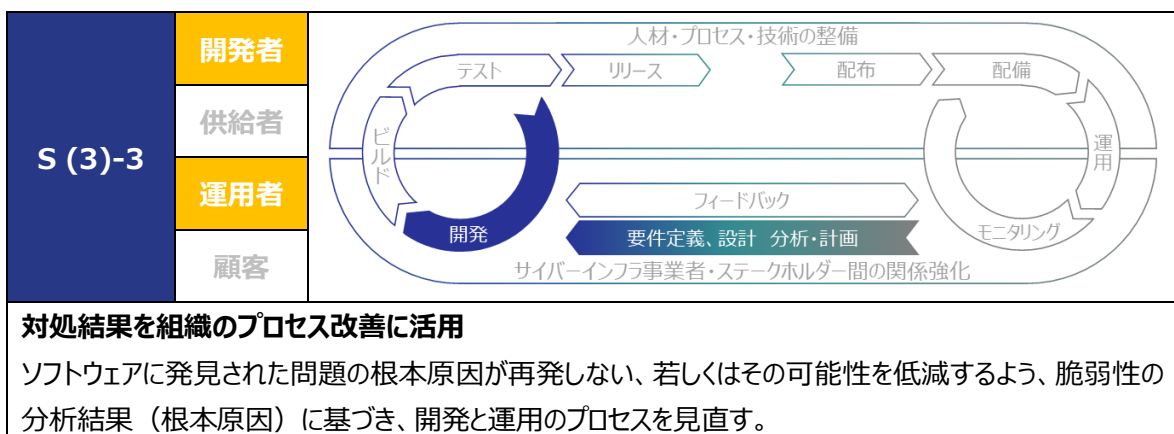 S (3)-3
開発者
供給者
運用者
顧客
人材・プロセス・技術の整備
テスト
リリース
配布
配備
ビルド
運用
フィードバック
開発
要件定義、設計 分析・計画
モニタリング
サイバーインフラ事業者・ステークホルダー間の関係強化
対処結果を組織のプロセス改善に活用
ソフトウェアに発見された問題の根本原因が再発しない、若しくはその可能性を低減するよう、脆弱性の
分析結果（根本原因）に基づき、開発と運用のプロセスを見直す。